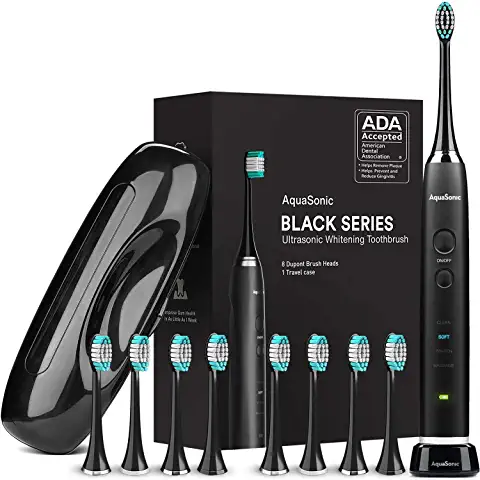 ADA
Accepted
American
Dental
Association
• Helps Remove Plaque
• Helps Prevent and
Reduce Gingivitis
AquaSonic
BLACK SERIES
Ultrasonic Whitening Toothbrush
8 Dupont Brush Heads
1 Travel case
AquaSonic
ON/OFF
SOFT
AquaSonic